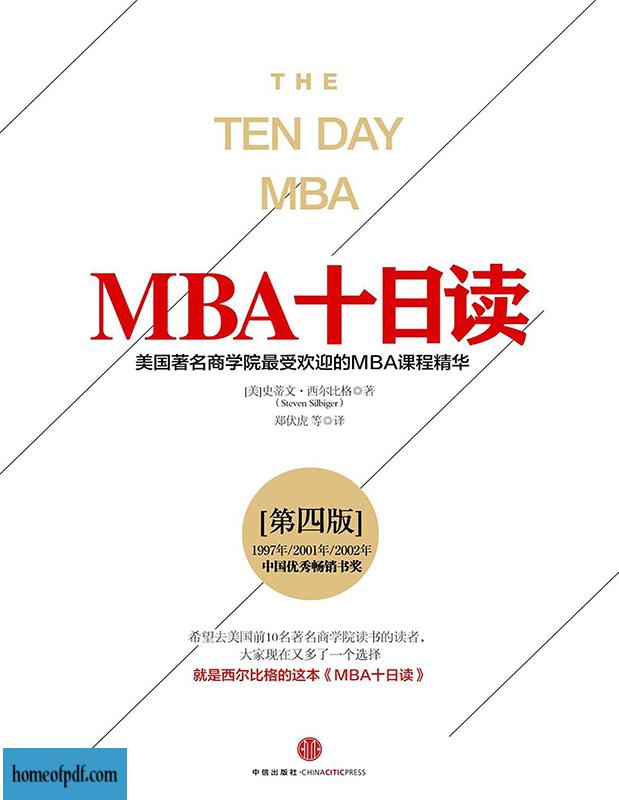 THE
TEN DAY
MBA
MBA十日读
美国著名商学院最受欢迎的MBA课程精华
[美]史蒂文·西尔比格◎著
(Steven Silbiger)
郑伏虎 等◎译
[第四版]
1997年/2001年/2002年
中国优秀畅销书奖
希望去美国前10名著名商学院读书的读者，
大家现在又多了一个选择
就是西尔比格的这本《MBA十日读》
中信出版社·CHINACITICPRESS
homeofpdf.com